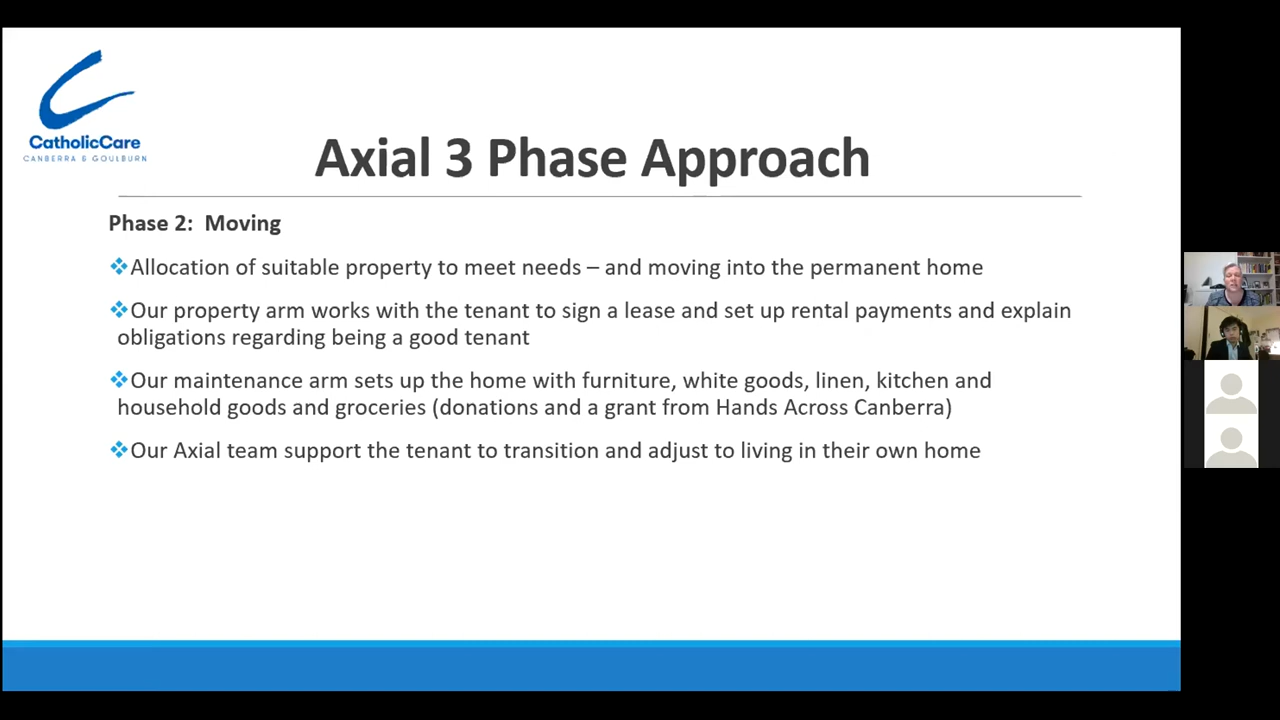 CatholicCare
CANBERRA & GOULBURN
Axial 3 Phase Approach
Phase 2:  Moving
Allocation of suitable property to meet needs – and moving into the permanent home
Our property arm works with the tenant to sign a lease and set up rental payments and explain
obligations regarding being a good tenant
Our maintenance arm sets up the home with furniture, white goods, linen, kitchen and
household goods and groceries (donations and a grant from Hands Across Canberra)
Our Axial team support the tenant to transition and adjust to living in their own home